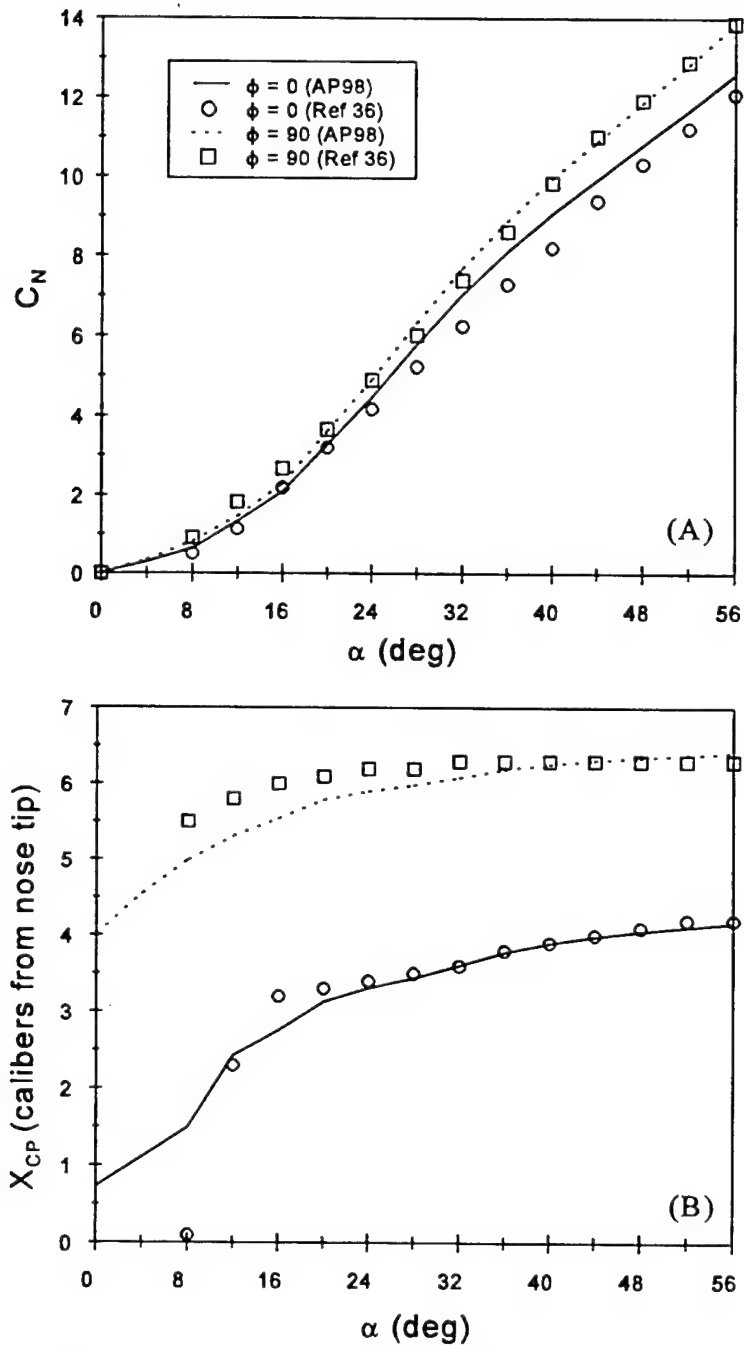 14
12
10
8
6
4
2
0
C_N
ϕ = 0 (AP98)
ϕ = 0 (Ref 36)
ϕ = 90 (AP98)
ϕ = 90 (Ref 36)
(A)
0 8 16 24 32 40 48 56
α (deg)
7
6
5
4
3
2
1
0
X_CP (calibers from nose tip)
(B)
0 8 16 24 32 40 48 56
α (deg)